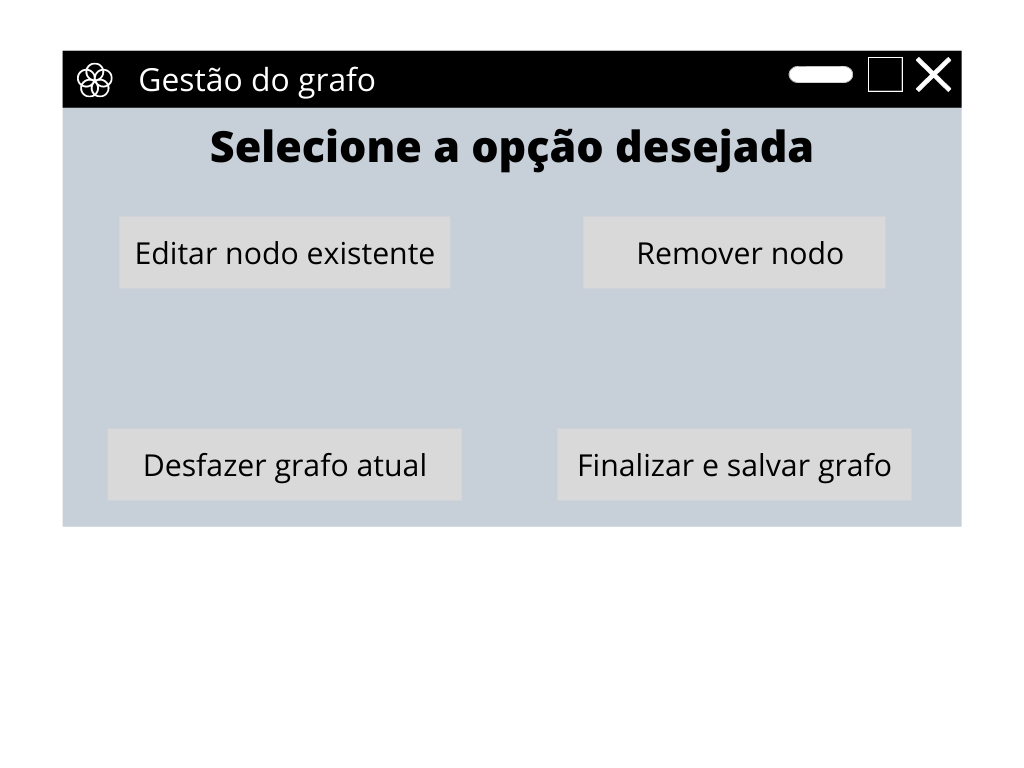 Gestão do grafo
Selecione a opção desejada
Editar nodo existente
Remover nodo
Desfazer grafo atual
Finalizar e salvar grafo